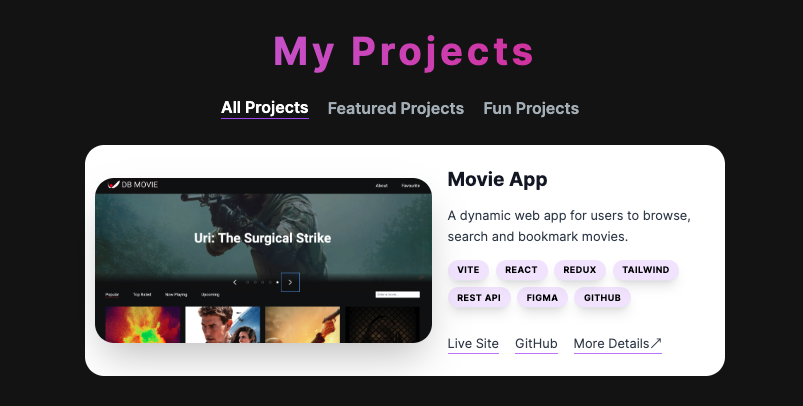 My Projects
All Projects Featured Projects Fun Projects
DB MOVIE About Favourite
Uri: The Surgical Strike
Popular Top Rated Now Playing Upcoming
Movie App
A dynamic web app for users to browse,
search and bookmark movies.
VITE REACT REDUX TAILWIND
REST API FIGMA GITHUB
Live Site GitHub More Details↗